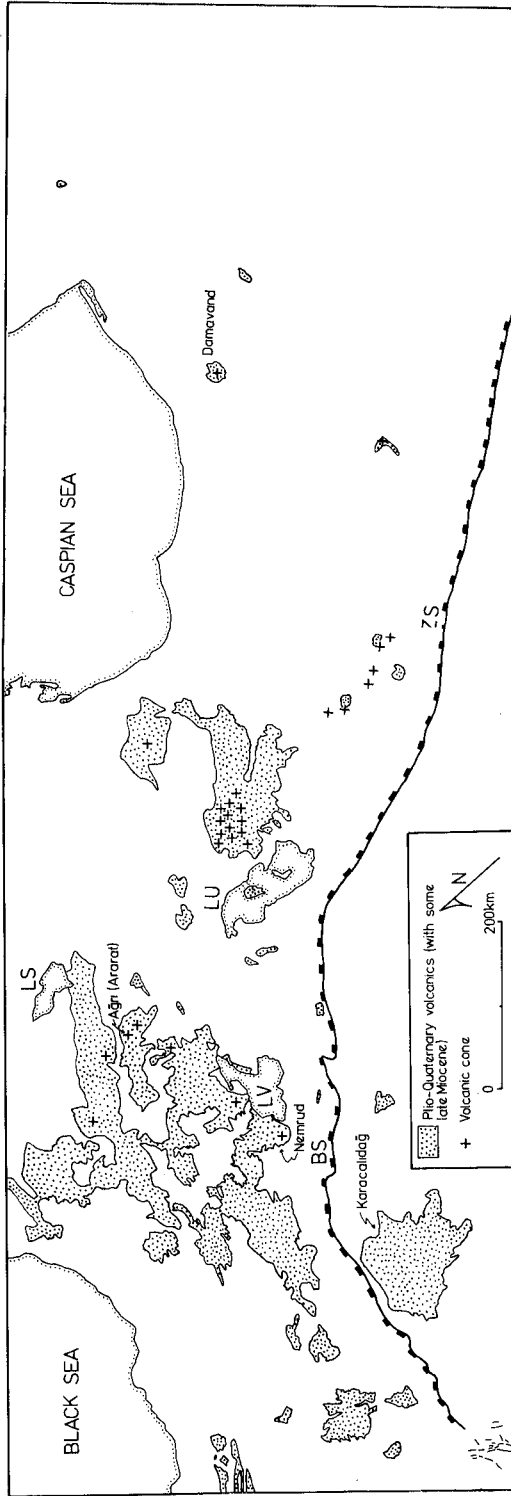 BLACK SEA
CASPIAN SEA
LS
Ağrı (Ararat)
LU
LV
Nemrud
Damavand
BS
ZS
Karacalıdağ
Plio-Quaternary volcanics (with some late Miocene)
+ Volcanic cone
N
0 200km